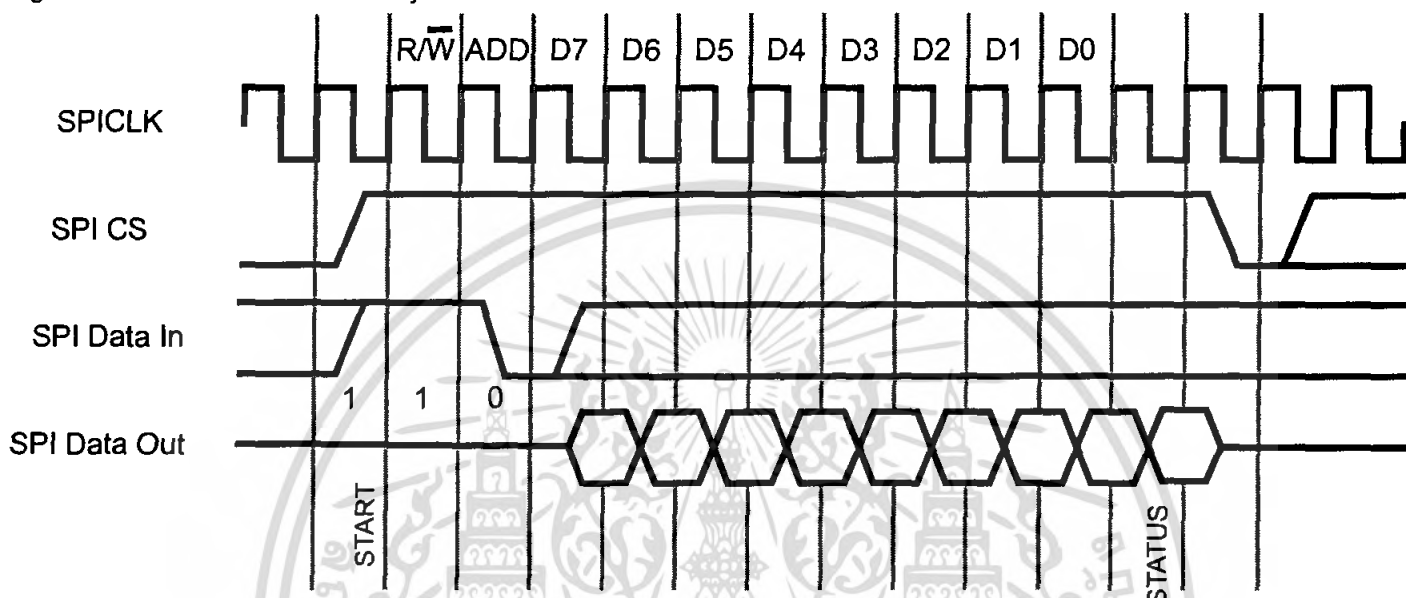 R/W̅ ADD D7 D6 D5 D4 D3 D2 D1 D0
SPICLK
SPI CS
SPI Data In
1 1 0
SPI Data Out
START
STATUS